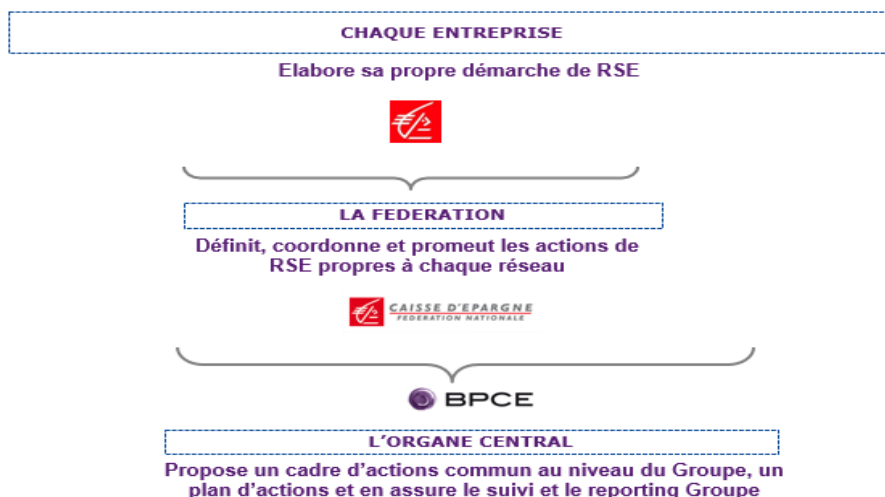 CHAQUE ENTREPRISE
Elabore sa propre démarche de RSE
LA FEDERATION
Définit, coordonne et promeut les actions de
RSE propres à chaque réseau
CAISSE D'EPARGNE
FEDERATION NATIONALE
BPCE
L'ORGANE CENTRAL
Propose un cadre d'actions commun au niveau du Groupe, un
plan d'actions et en assure le suivi et le reporting Groupe